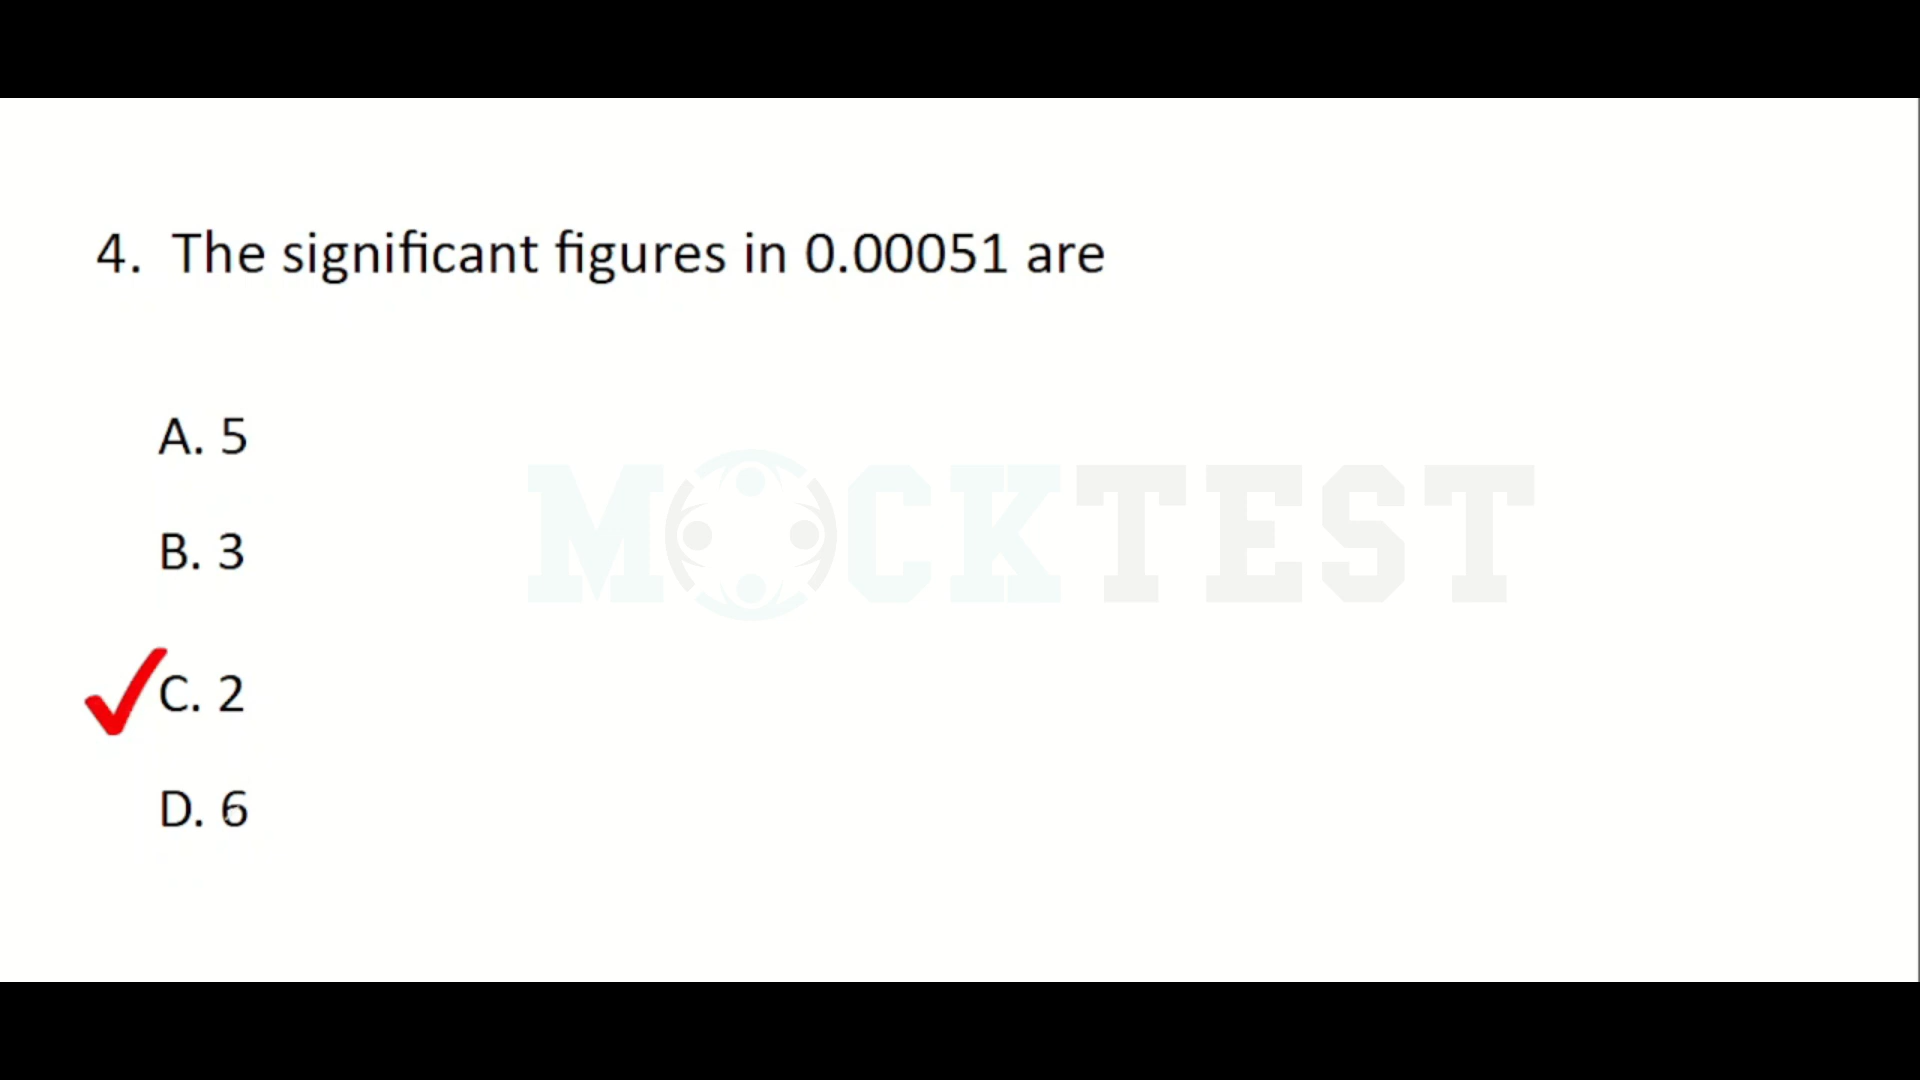 4. The significant figures in 0.00051 are
A. 5
B. 3
MOCKTEST
C. 2
D. 6